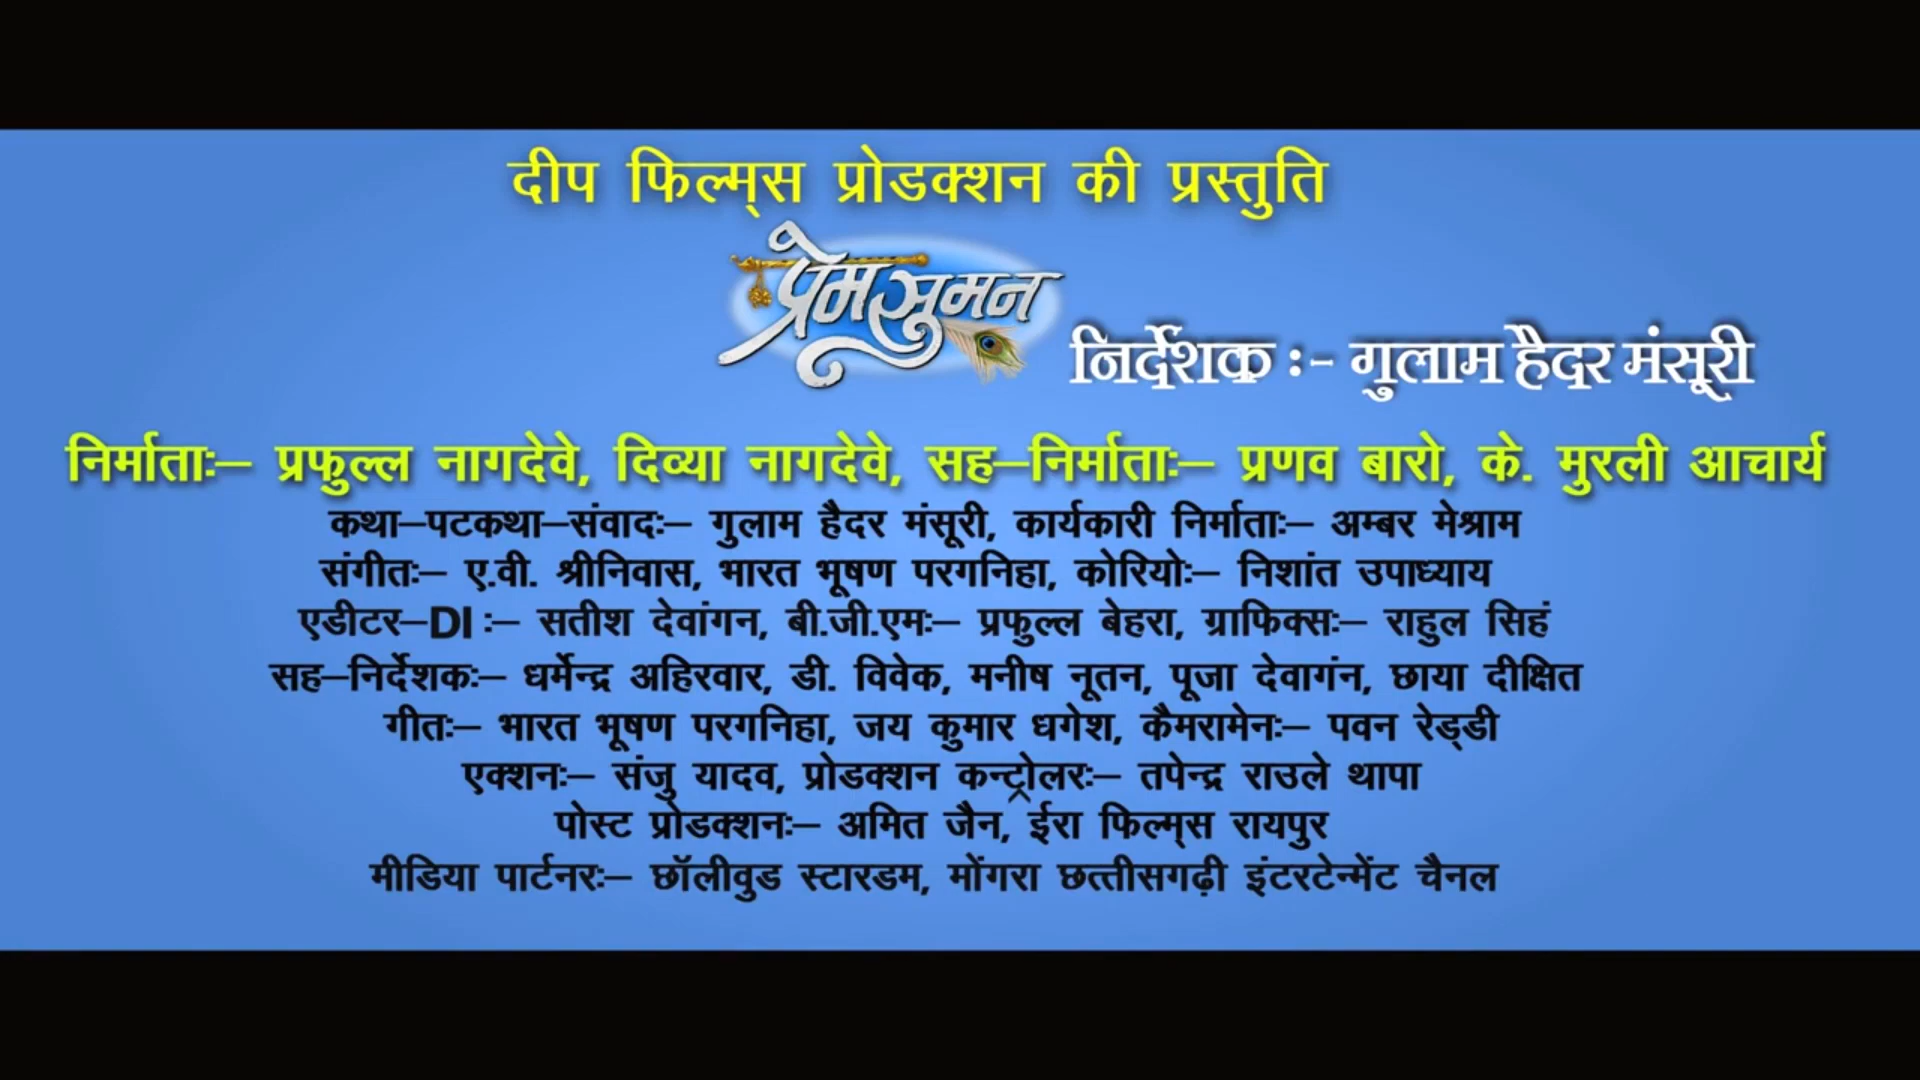 दीप फिल्म्स प्रोडक्शन की प्रस्तुति
प्रेम सुमन
निर्देशक :- गुलाम हैदर मंसूरी
निर्माताः– प्रफुल्ल नागदेवे, दिव्या नागदेवे, सह–निर्माताः– प्रणव बारो, के. मुरली आचार्य
कथा–पटकथा–संवादः– गुलाम हैदर मंसूरी, कार्यकारी निर्माताः– अम्बर मेश्राम
संगीतः– ए.वी. श्रीनिवास, भारत भूषण परगनिहा, कोरियोः– निशांत उपाध्याय
एडीटर–DI :– सतीश देवांगन, बी.जी.एमः– प्रफुल्ल बेहरा, ग्राफिक्सः– राहुल सिहं
सह–निर्देशकः– धर्मेन्द्र अहिरवार, डी. विवेक, मनीष नूतन, पूजा देवागंन, छाया दीक्षित
गीतः– भारत भूषण परगनिहा, जय कुमार धगेश, कैमरामेनः– पवन रेड्डी
एक्शनः– संजु यादव, प्रोडक्शन कन्ट्रोलरः– तपेन्द्र राउले थापा
पोस्ट प्रोडक्शनः– अमित जैन, ईरा फिल्म्स रायपुर
मीडिया पार्टनरः– छॉलीवुड स्टारडम, मोंगरा छत्तीसगढ़ी इंटरटेन्मेंट चैनल